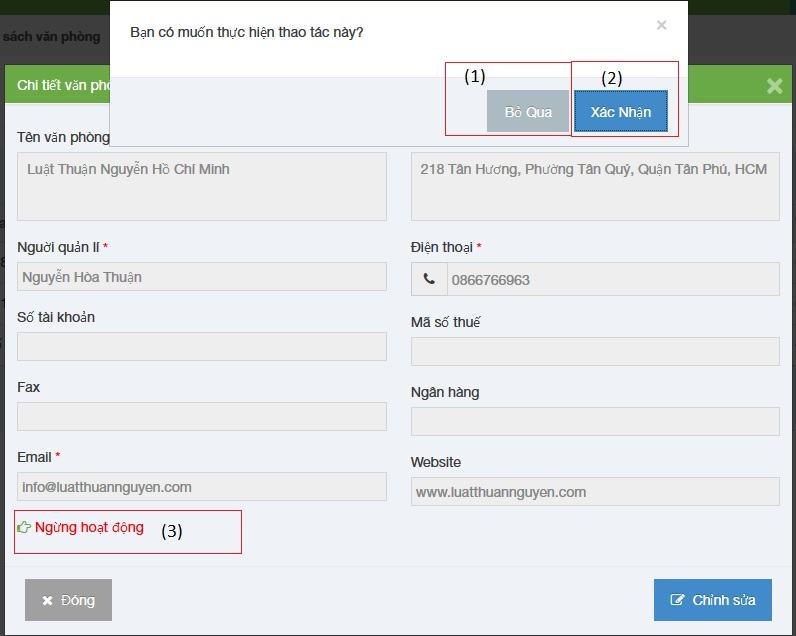 sách văn phòng
Bạn có muốn thực hiện thao tác này?
×
(1)
(2)
Bỏ Qua
Xác Nhận
Chi tiết văn phò
Tên văn phòng
Luật Thuận Nguyễn Hồ Chí Minh
218 Tân Hương, Phường Tân Quý, Quận Tân Phú, HCM
Người quản lí *
Điện thoại *
Nguyễn Hòa Thuận
0866766963
Số tài khoản
Mã số thuế
Fax
Ngân hàng
Email *
Website
info@luatthuannguyen.com
www.luatthuannguyen.com
Ngừng hoạt động
(3)
Đóng
Chỉnh sửa